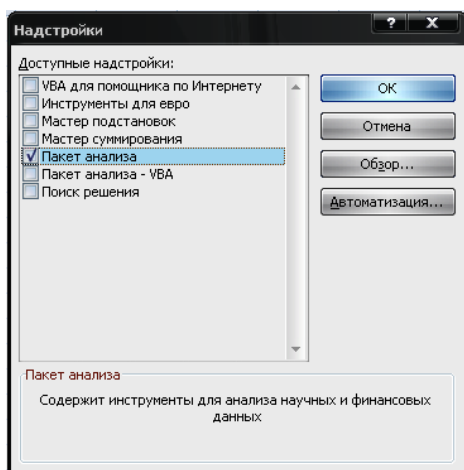 Надстройки
? X
Доступные надстройки:
VBA для помощника по Интернету
Инструменты для евро
Мастер подстановок
Мастер суммирования
Пакет анализа
Пакет анализа - VBA
Поиск решения
ОК
Отмена
Обзор...
Автоматизация...
Пакет анализа
Содержит инструменты для анализа научных и финансовых
данных